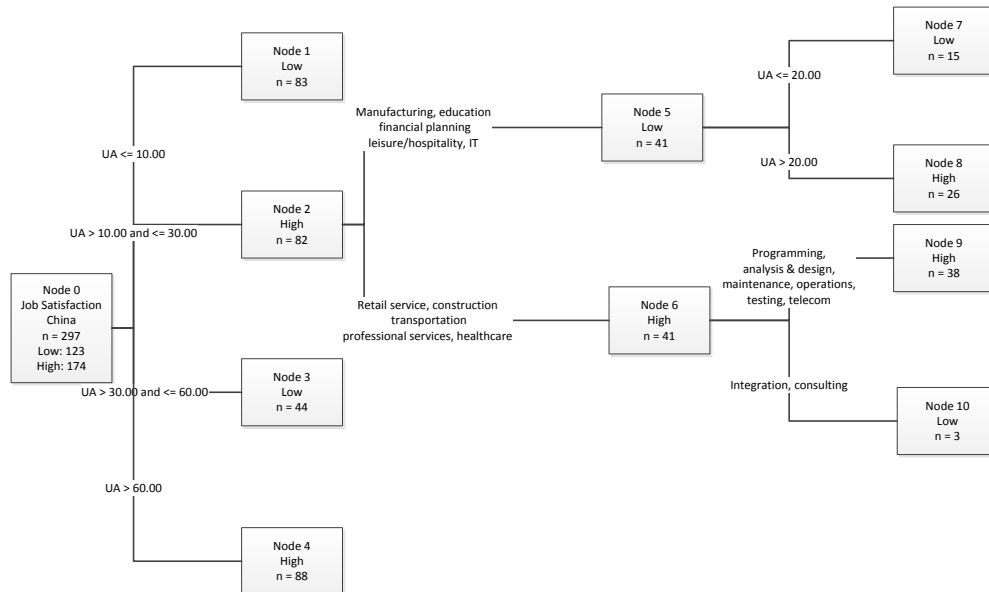 Node 0
Job Satisfaction
China
n = 297
Low: 123
High: 174
UA <= 10.00
UA > 10.00 and <= 30.00
UA > 30.00 and <= 60.00
UA > 60.00
Node 1
Low
n = 83
Node 2
High
n = 82
Node 3
Low
n = 44
Node 4
High
n = 88
Manufacturing, education
financial planning
leisure/hospitality, IT
Retail service, construction
transportation
professional services, healthcare
Node 5
Low
n = 41
Node 6
High
n = 41
UA <= 20.00
UA > 20.00
Programming,
analysis & design,
maintenance, operations,
testing, telecom
Integration, consulting
Node 7
Low
n = 15
Node 8
High
n = 26
Node 9
High
n = 38
Node 10
Low
n = 3